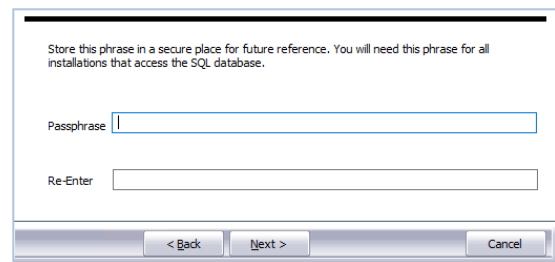 Store this phrase in a secure place for future reference. You will need this phrase for all
installations that access the SQL database.
Passphrase
Re-Enter
< Back Next > Cancel